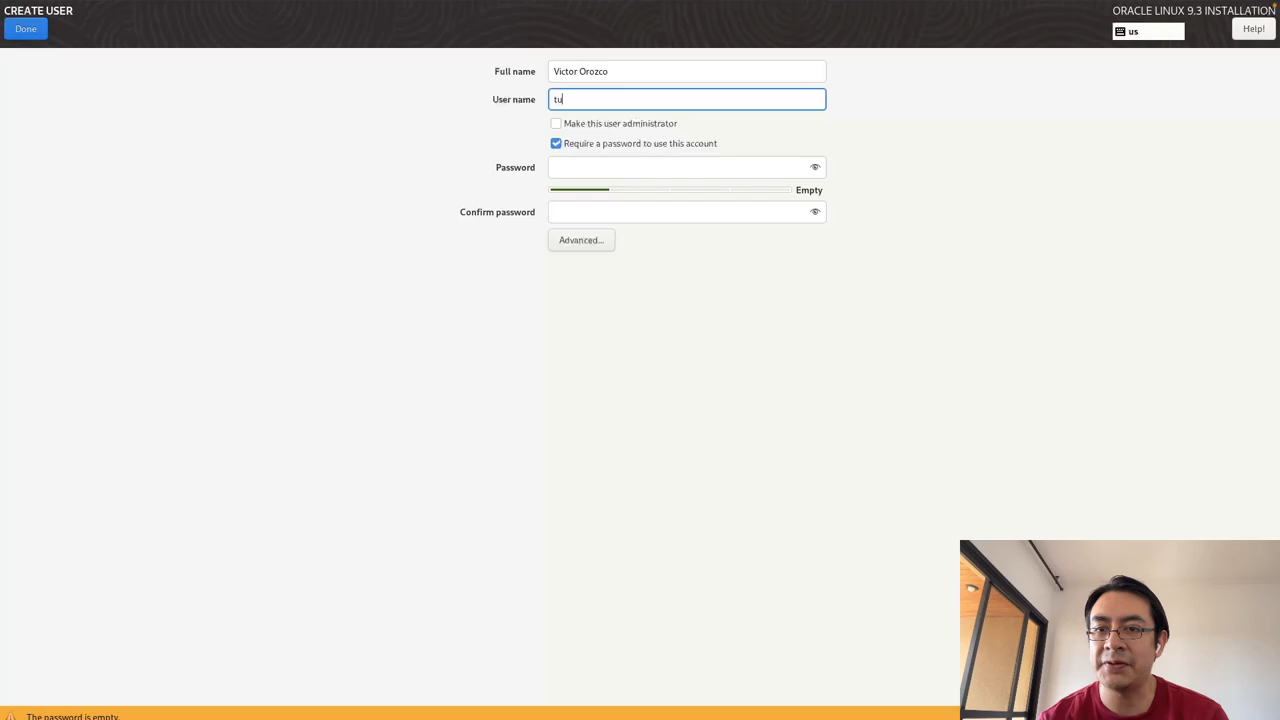 CREATE USER
ORACLE LINUX 9.3 INSTALLATION
Done
us
Help!
Full name
Victor Orozco
User name
tu
Make this user administrator
Require a password to use this account
Password
Empty
Confirm password
Advanced...
The password is empty.